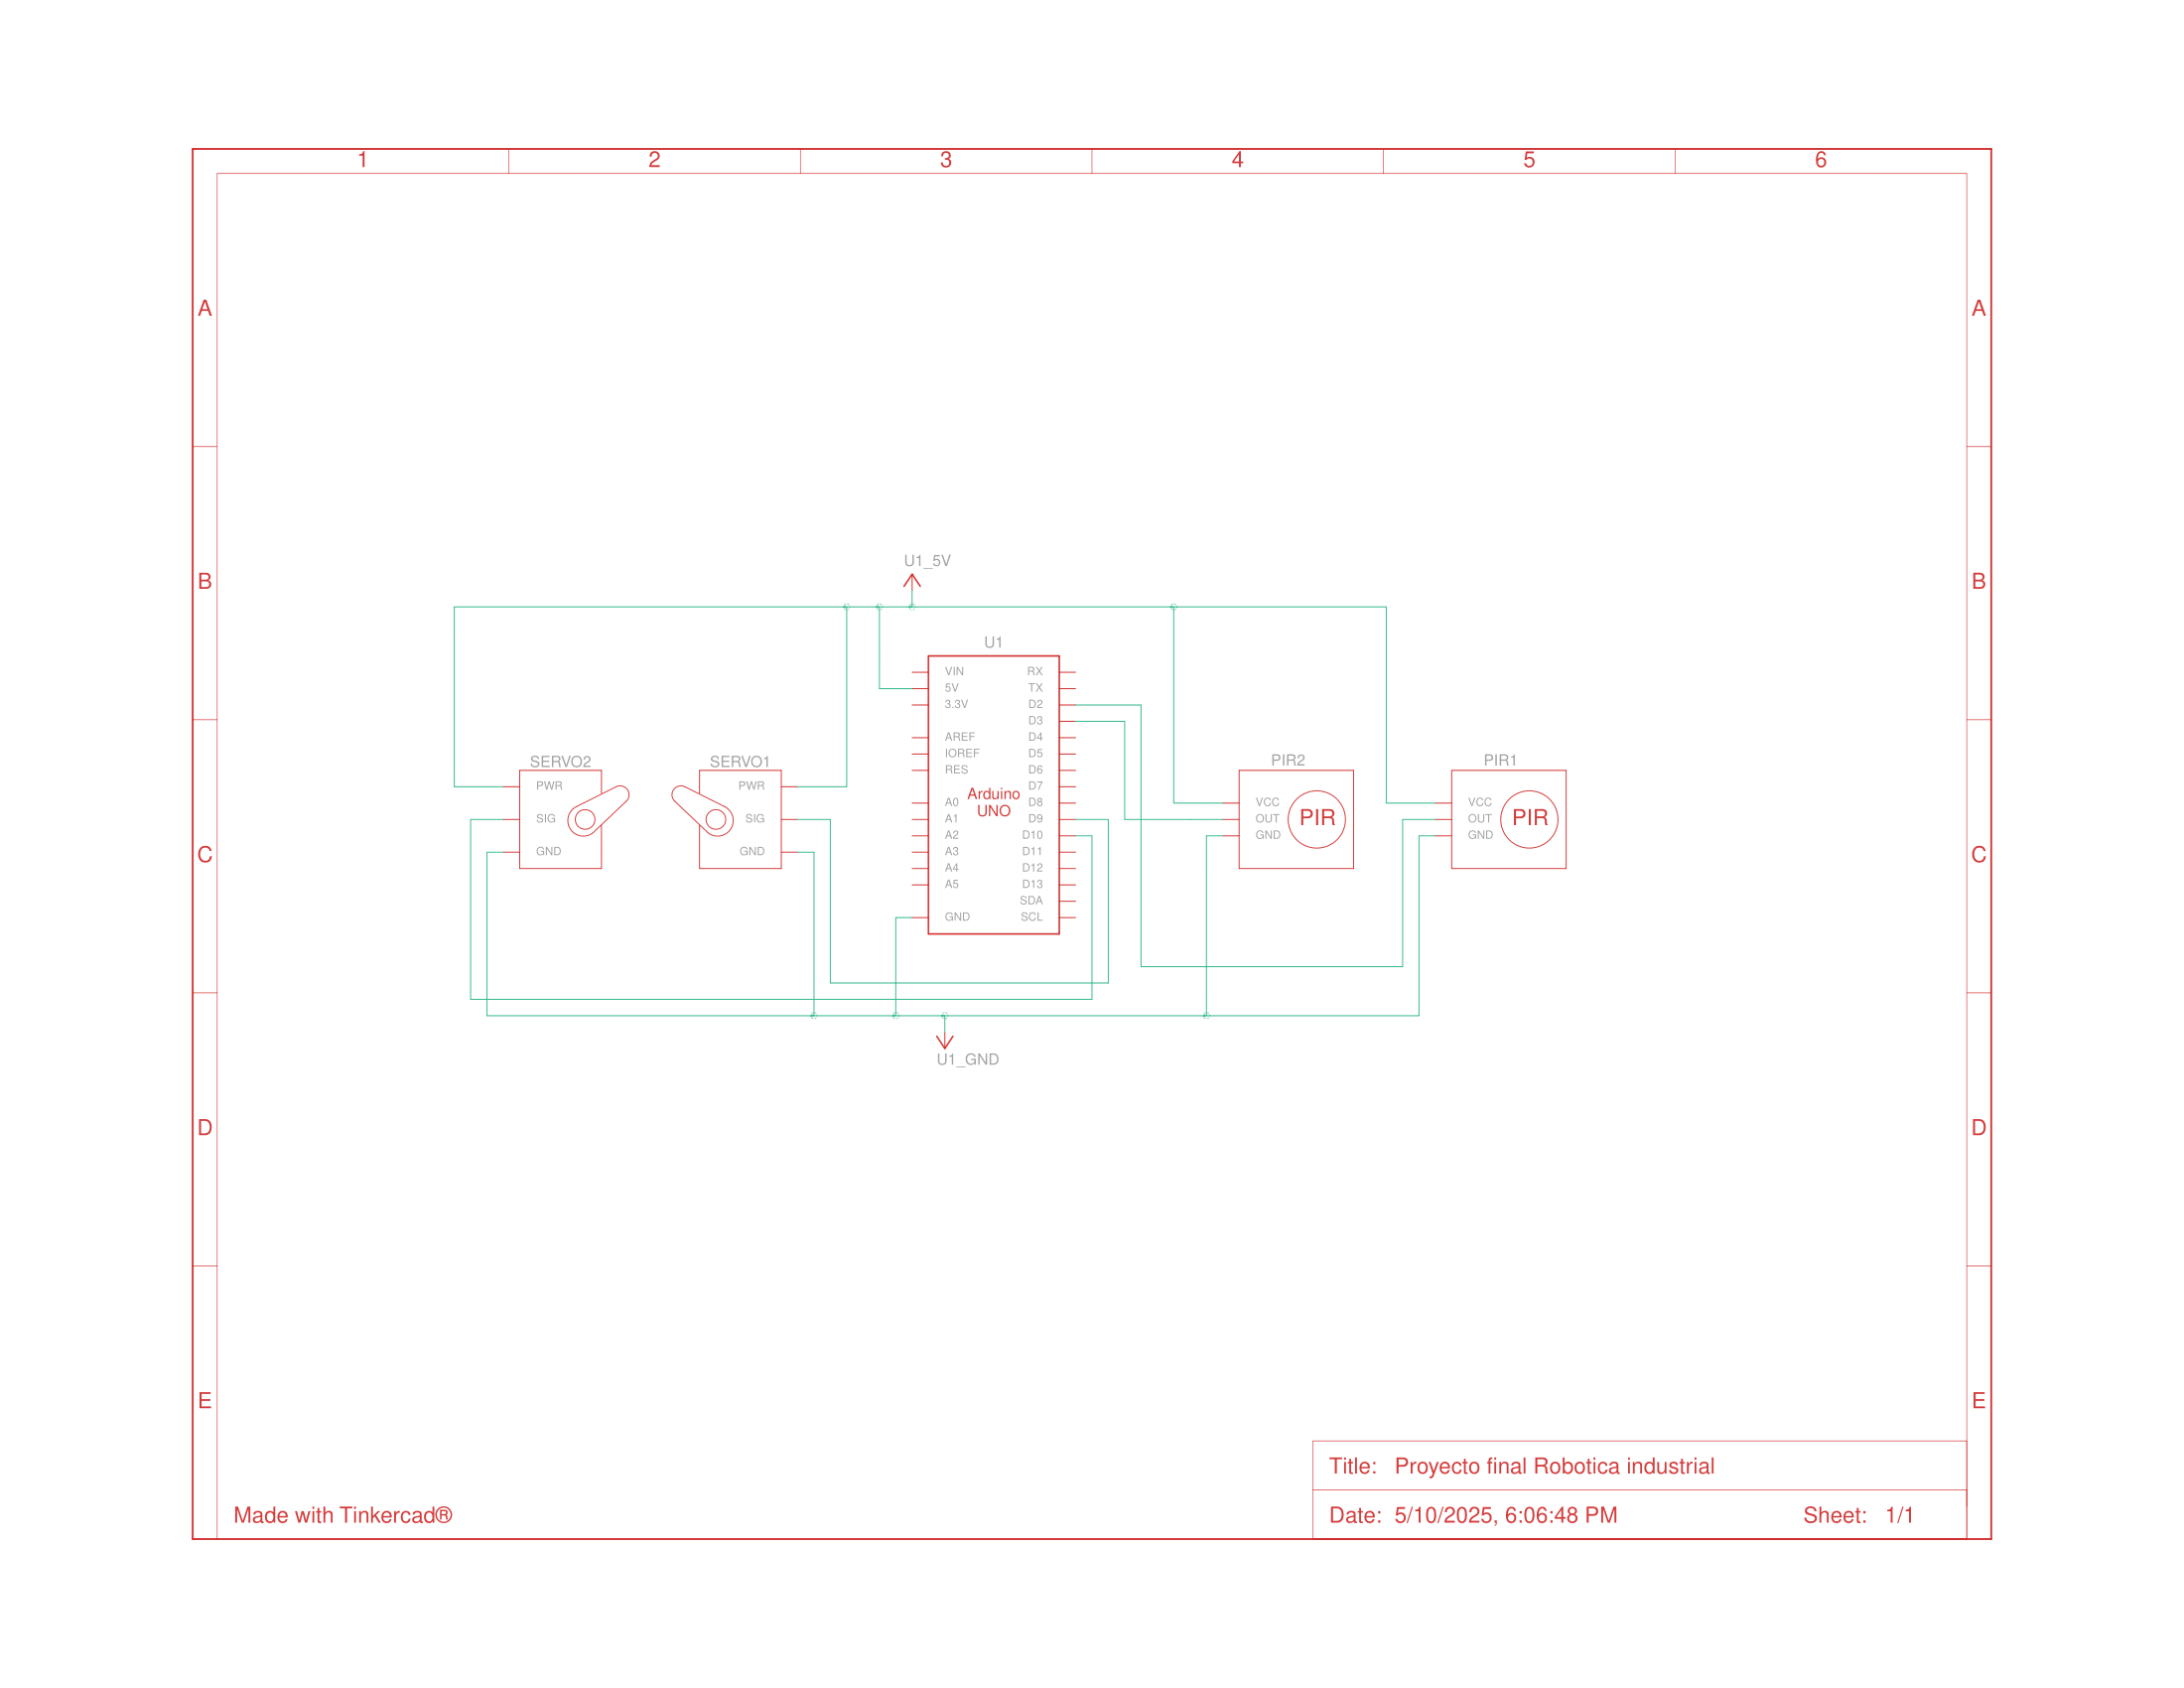 1 2 3 4 5 6
A A
B B
C C
D D
E E
U1_5V
U1
VIN RX
5V TX
3.3V D2
D3
AREF D4
IOREF D5
RES D6
D7
A0 D8
A1 D9
A2 D10
A3 D11
A4 D12
A5 D13
SDA
GND SCL
Arduino
UNO
SERVO2
PWR
SIG
GND
SERVO1
PWR
SIG
GND
PIR2
VCC
OUT
GND
PIR
PIR1
VCC
OUT
GND
PIR
U1_GND
Title: Proyecto final Robotica industrial
Date: 5/10/2025, 6:06:48 PM Sheet: 1/1
Made with Tinkercad®